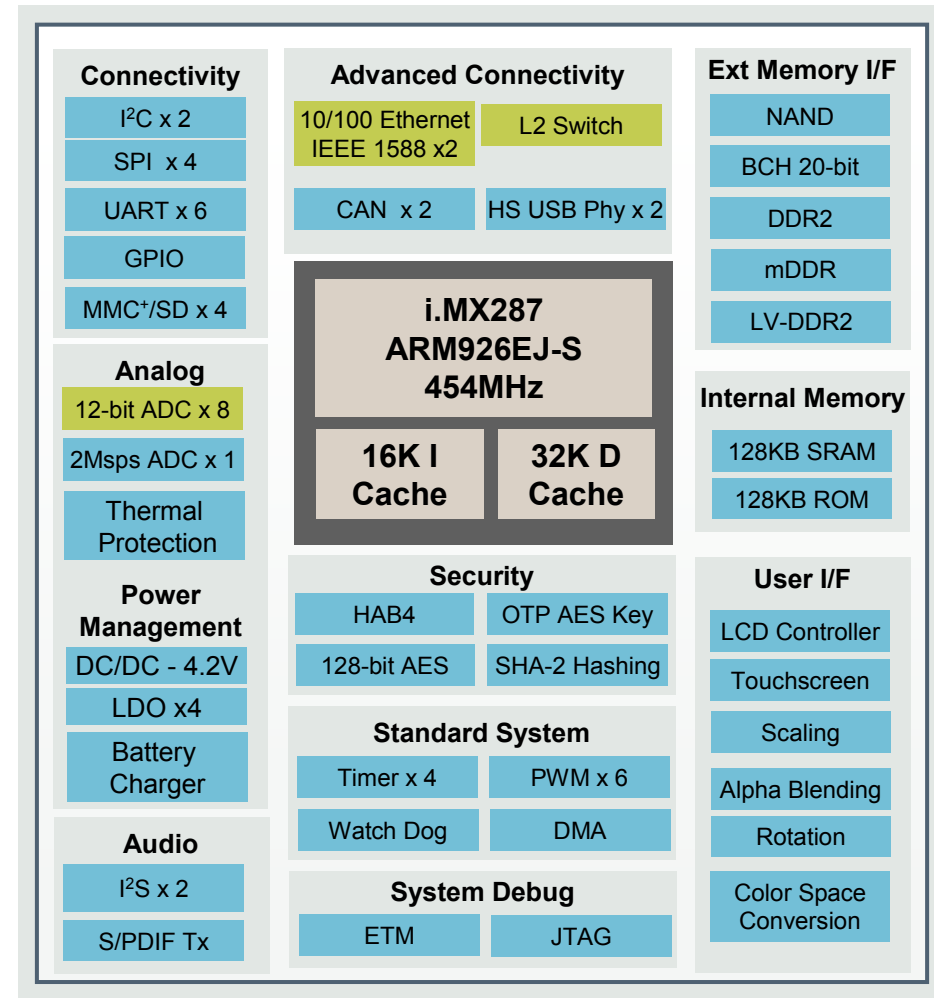 Connectivity
I²C x 2
SPI x 4
UART x 6
GPIO
MMC⁺/SD x 4
Analog
12-bit ADC x 8
2Msps ADC x 1
Thermal
Protection
Power
Management
DC/DC - 4.2V
LDO x4
Battery
Charger
Audio
I²S x 2
S/PDIF Tx
Advanced Connectivity
10/100 Ethernet
IEEE 1588 x2
L2 Switch
CAN x 2
HS USB Phy x 2
i.MX287
ARM926EJ-S
454MHz
16K I
Cache
32K D
Cache
Security
HAB4
OTP AES Key
128-bit AES
SHA-2 Hashing
Standard System
Timer x 4
PWM x 6
Watch Dog
DMA
System Debug
ETM
JTAG
Ext Memory I/F
NAND
BCH 20-bit
DDR2
mDDR
LV-DDR2
Internal Memory
128KB SRAM
128KB ROM
User I/F
LCD Controller
Touchscreen
Scaling
Alpha Blending
Rotation
Color Space
Conversion